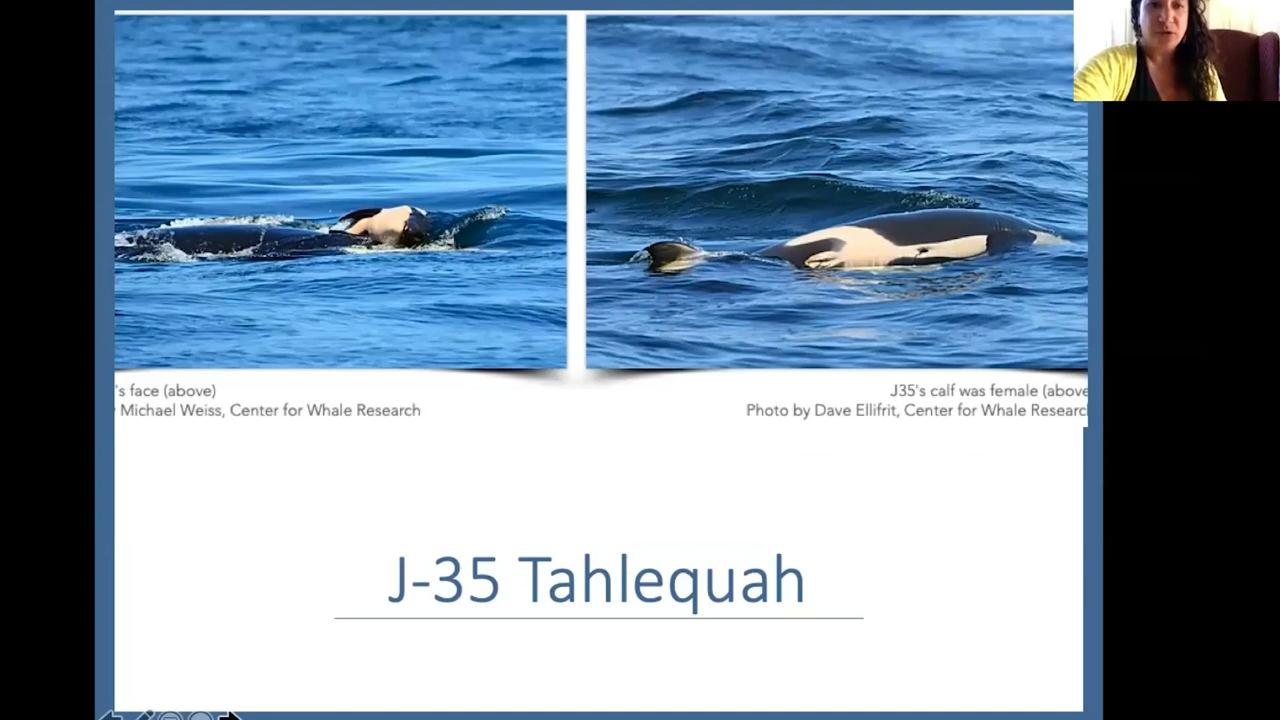 's face (above)
Michael Weiss, Center for Whale Research
J35's calf was female (above
Photo by Dave Ellifrit, Center for Whale Researc
J-35 Tahlequah